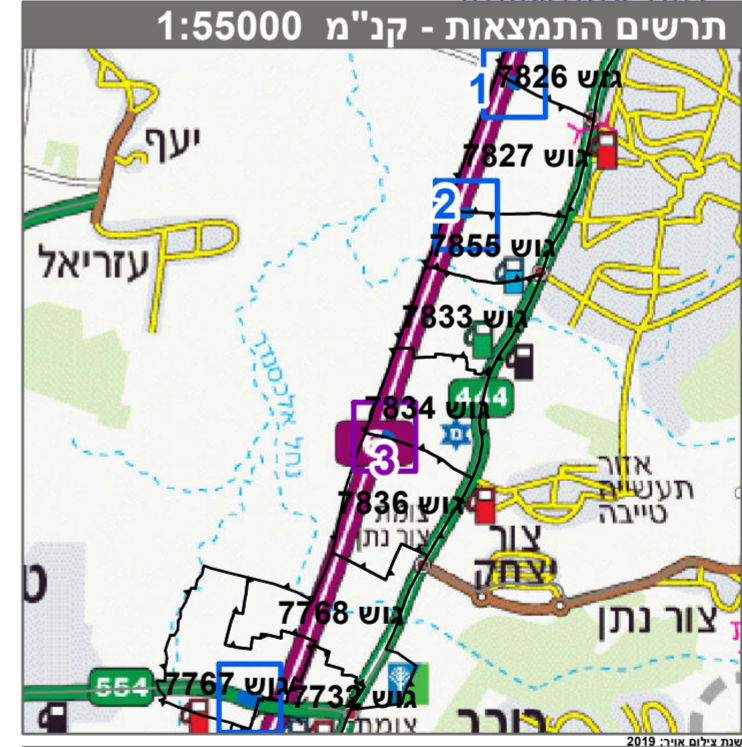 תרשים התמצאות - קנ"מ 1:55000
גוש 7826
1
יעף
גוש 7827
2
גוש 7855
עזריאל
גוש 7833
נחל אלכסנדר
444
גוש 7834
3
אזור
תעשייה
טייבה
גוש 7836
צומת
צור נתן
צור
יצחק
גוש 7768
צור נתן
554
גוש 7767
גוש 7732
צומת
כוכב
שנת צילום אויר: 2019